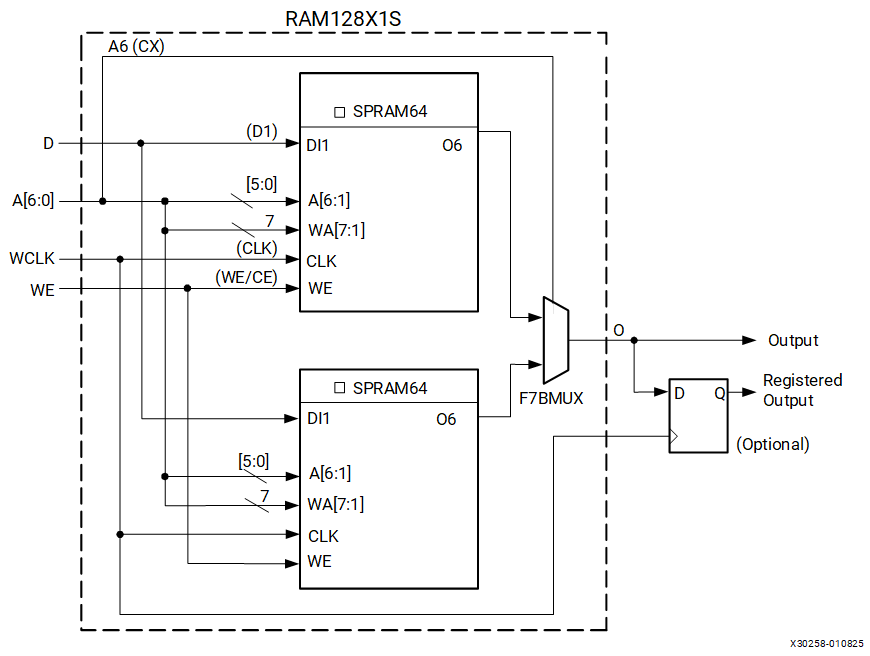 RAM128X1S
A6 (CX)
SPRAM64
D
(D1)
DI1
O6
A[6:0]
[5:0]
A[6:1]
7
WA[7:1]
WCLK
(CLK)
CLK
WE
(WE/CE)
WE
O
Output
SPRAM64
F7BMUX
D
Q
Registered
Output
(Optional)
DI1
O6
[5:0]
A[6:1]
7
WA[7:1]
CLK
WE
X30258-010825